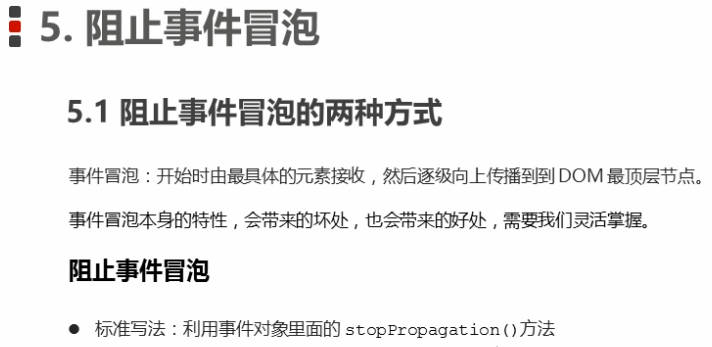 5. 阻止事件冒泡
5.1 阻止事件冒泡的两种方式
事件冒泡：开始时由最具体的元素接收，然后逐级向上传播到到 DOM 最顶层节点。
事件冒泡本身的特性，会带来的坏处，也会带来的好处，需要我们灵活掌握。
阻止事件冒泡
● 标准写法：利用事件对象里面的 stopPropagation()方法